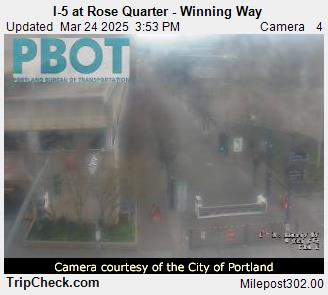 I-5 at Rose Quarter - Winning Way
Updated Mar 24 2025 3:53 PM Camera 4
PBOT
PORTLAND BUREAU OF TRANSPORTATION
Camera courtesy of the City of Portland
TripCheck.com Milepost302.00